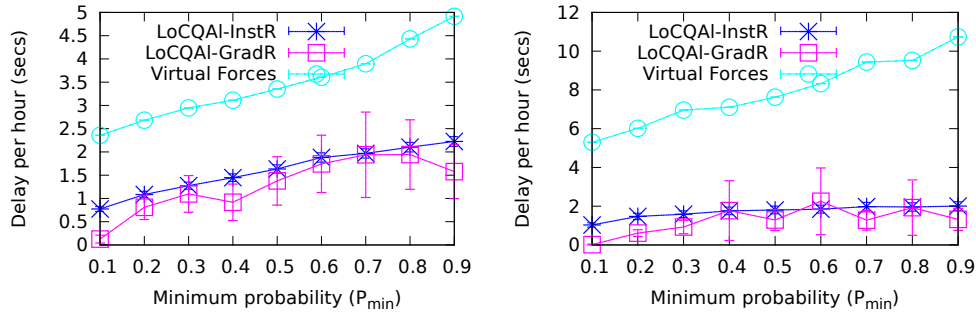 Delay per hour (secs)
5
4.5
4
3.5
3
2.5
2
1.5
1
0.5
0
LoCQAI-InstR
LoCQAI-GradR
Virtual Forces
0.1 0.2 0.3 0.4 0.5 0.6 0.7 0.8 0.9
Minimum probability (Pmin)
Delay per hour (secs)
12
10
8
6
4
2
0
LoCQAI-InstR
LoCQAI-GradR
Virtual Forces
0.1 0.2 0.3 0.4 0.5 0.6 0.7 0.8 0.9
Minimum probability (Pmin)